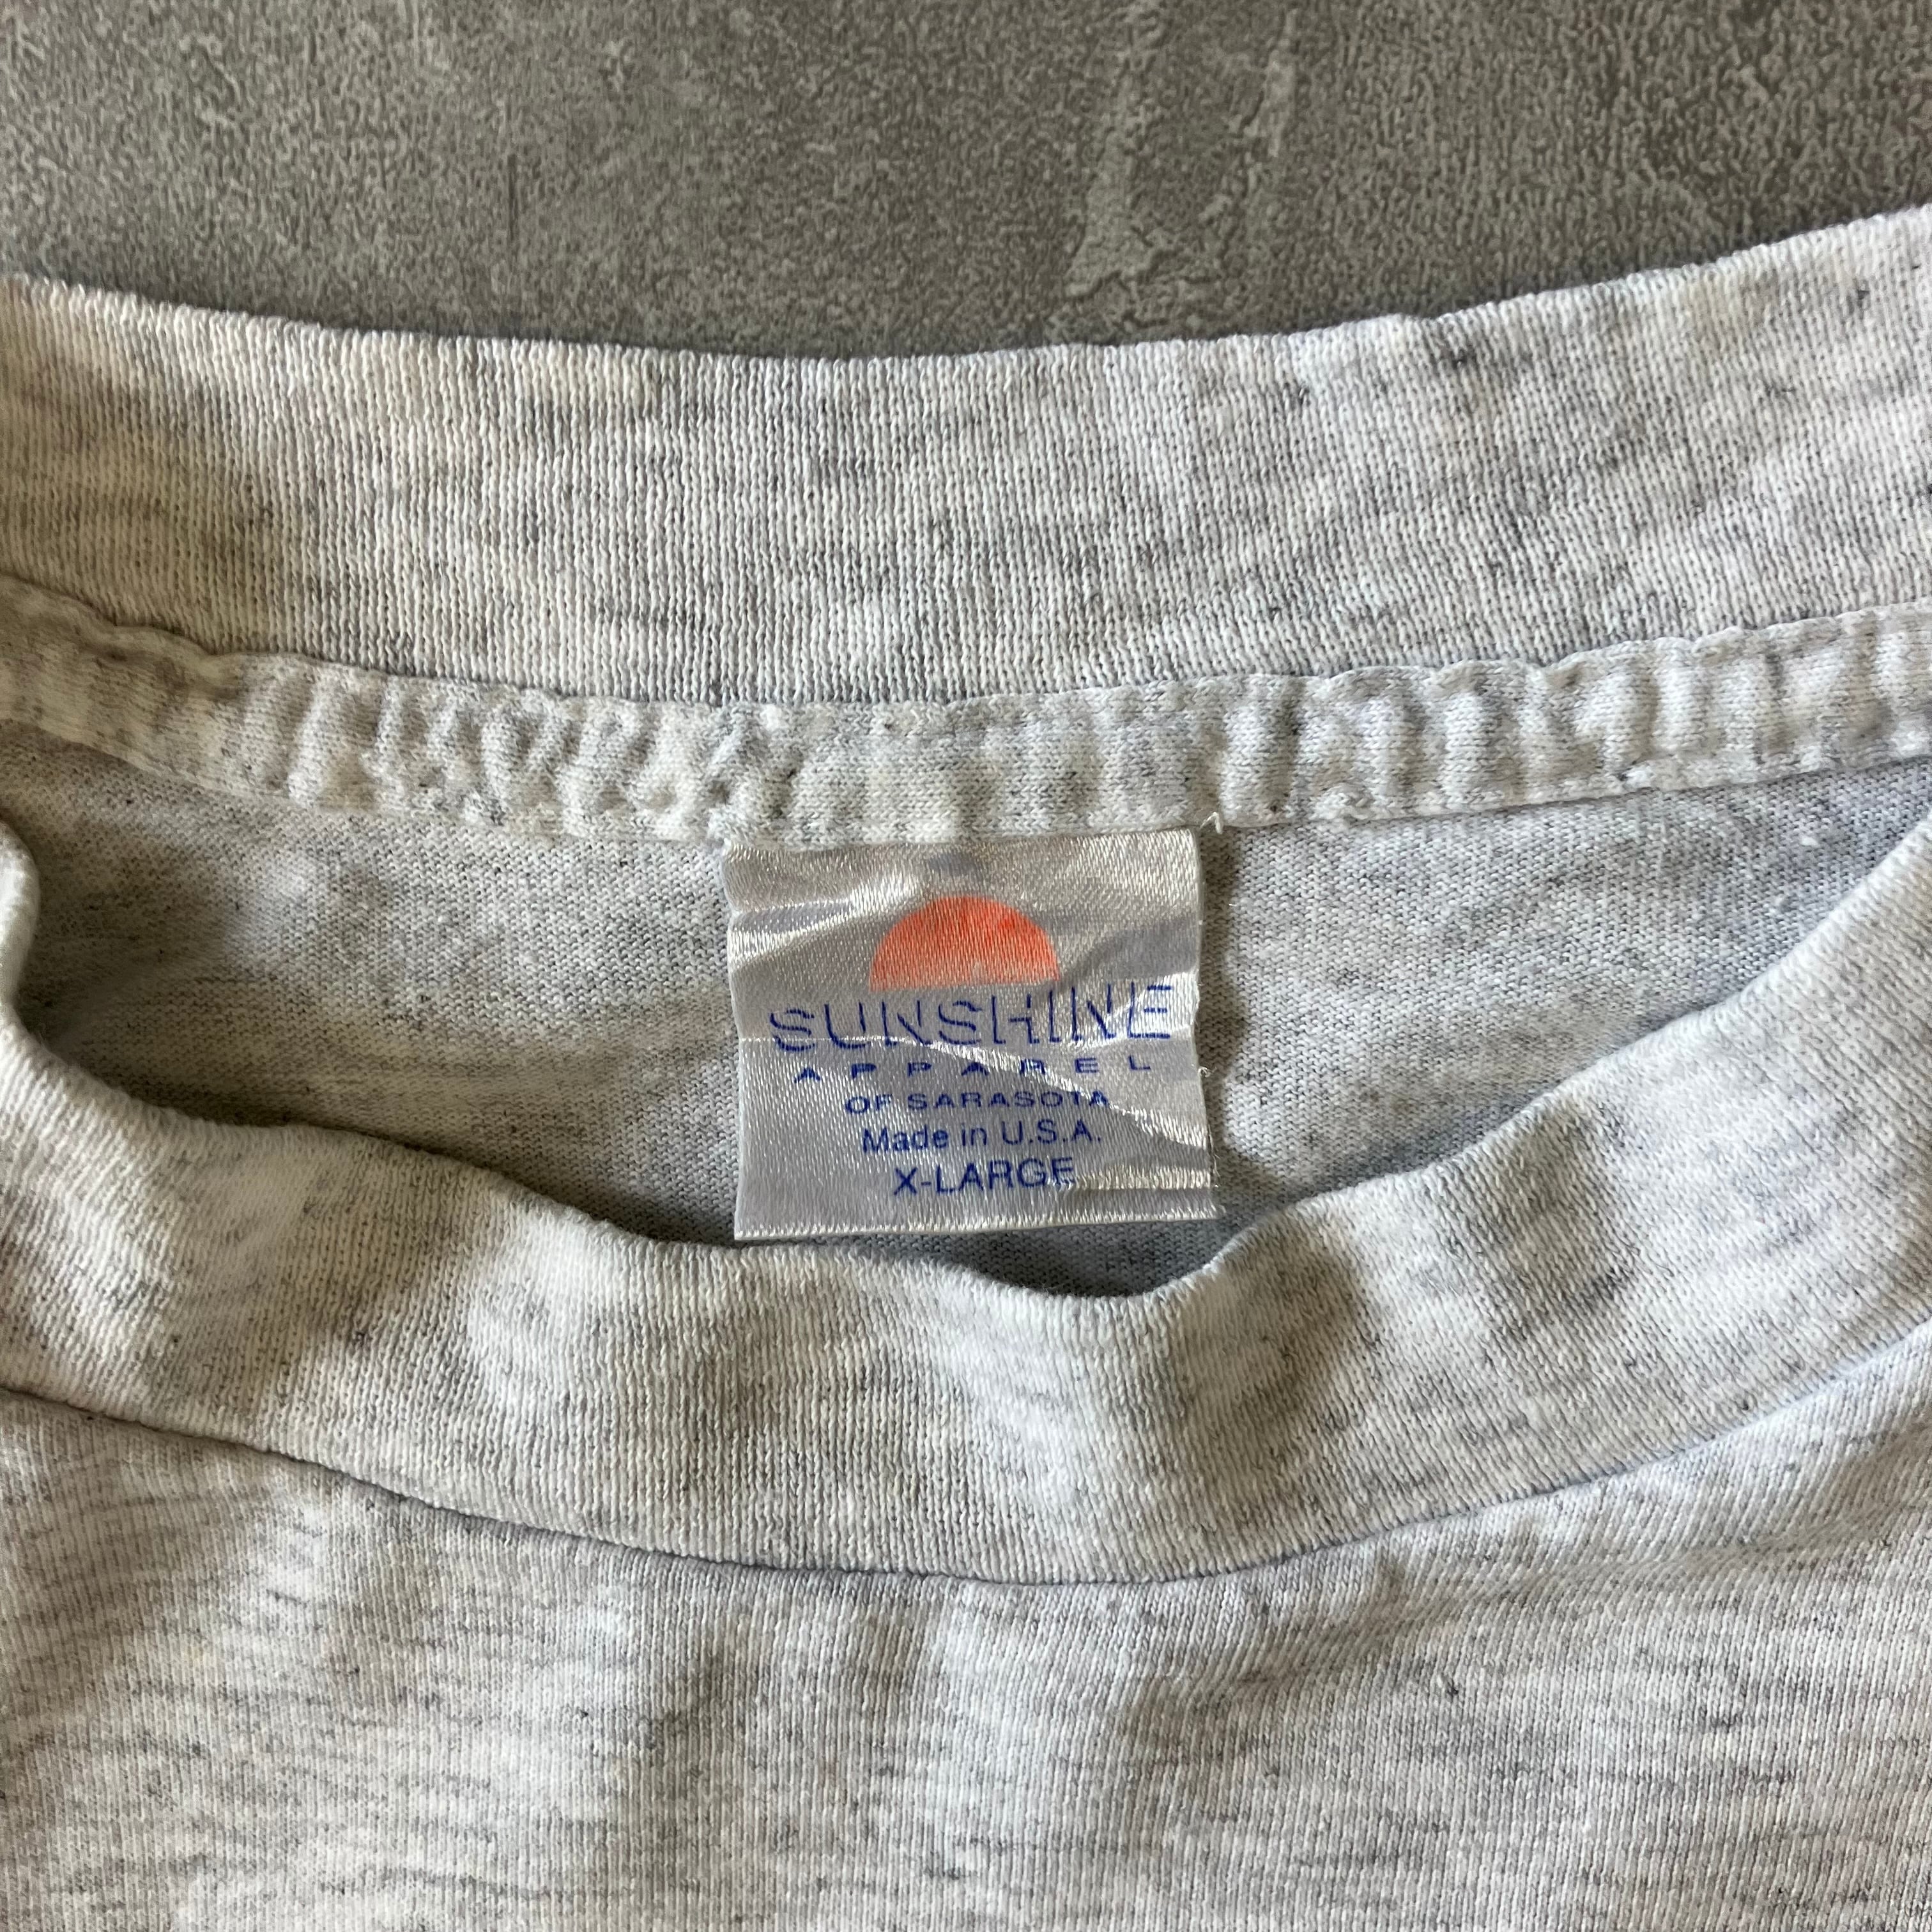 SUNSHINE
APPAREL
OF SARASOTA
Made in U.S.A.
X-LARGE